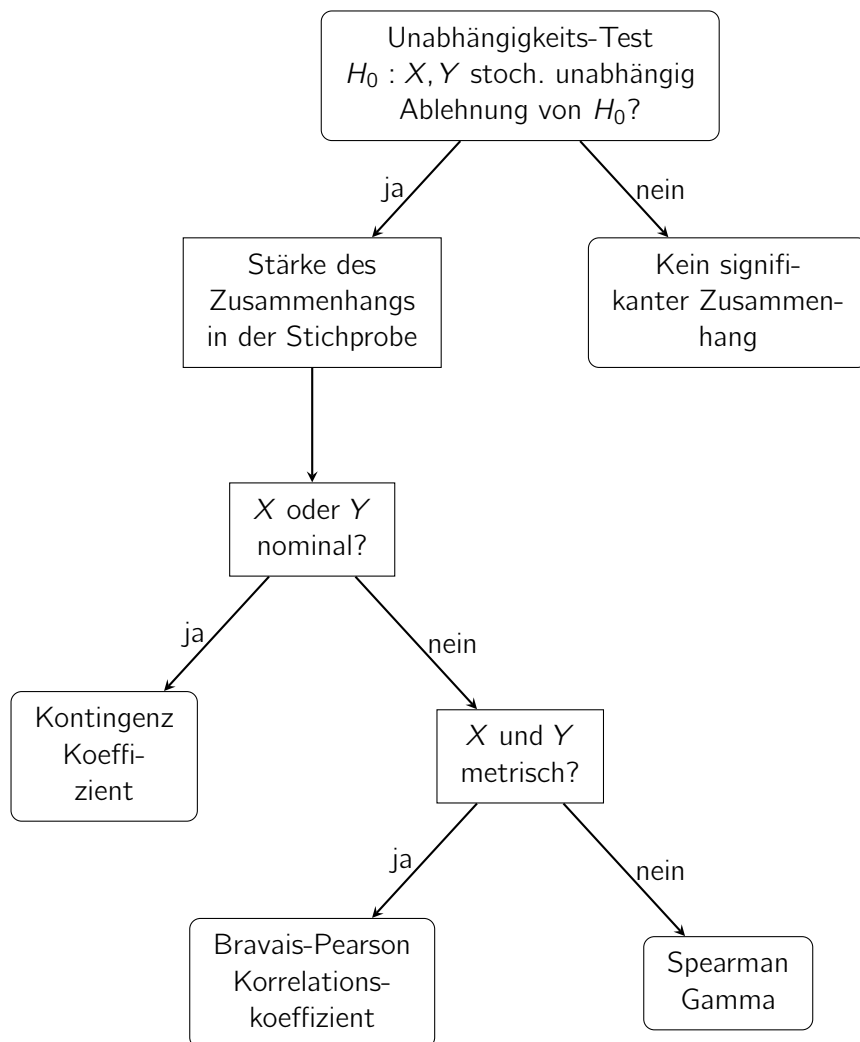 Unabhängigkeits-Test
H₀ : X, Y stoch. unabhängig
Ablehnung von H₀?
ja
nein
Stärke des
Zusammenhangs
in der Stichprobe
Kein signifi-
kanter Zusammen-
hang
X oder Y
nominal?
ja
nein
Kontingenz
Koeffi-
zient
X und Y
metrisch?
ja
nein
Bravais-Pearson
Korrelations-
koeffizient
Spearman
Gamma